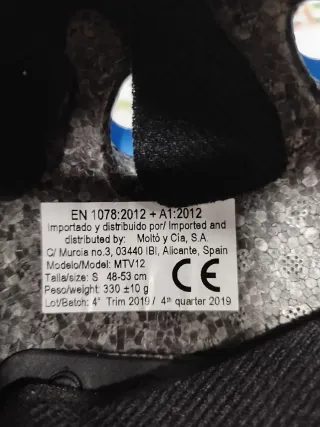 EN 1078:2012 + A1:2012
Importado y distribuido por/ Imported and
distributed by: Moltó y Cia, S.A.
C/ Murcia no.3, 03440 IBI, Alicante, Spain
Modelo/Model: MTV12
Talla/size: S 48-53 cm
Peso/weight: 330 ±10 g
Lot/Batch: 4° Trim 2019/ 4th quarter 2019
CE